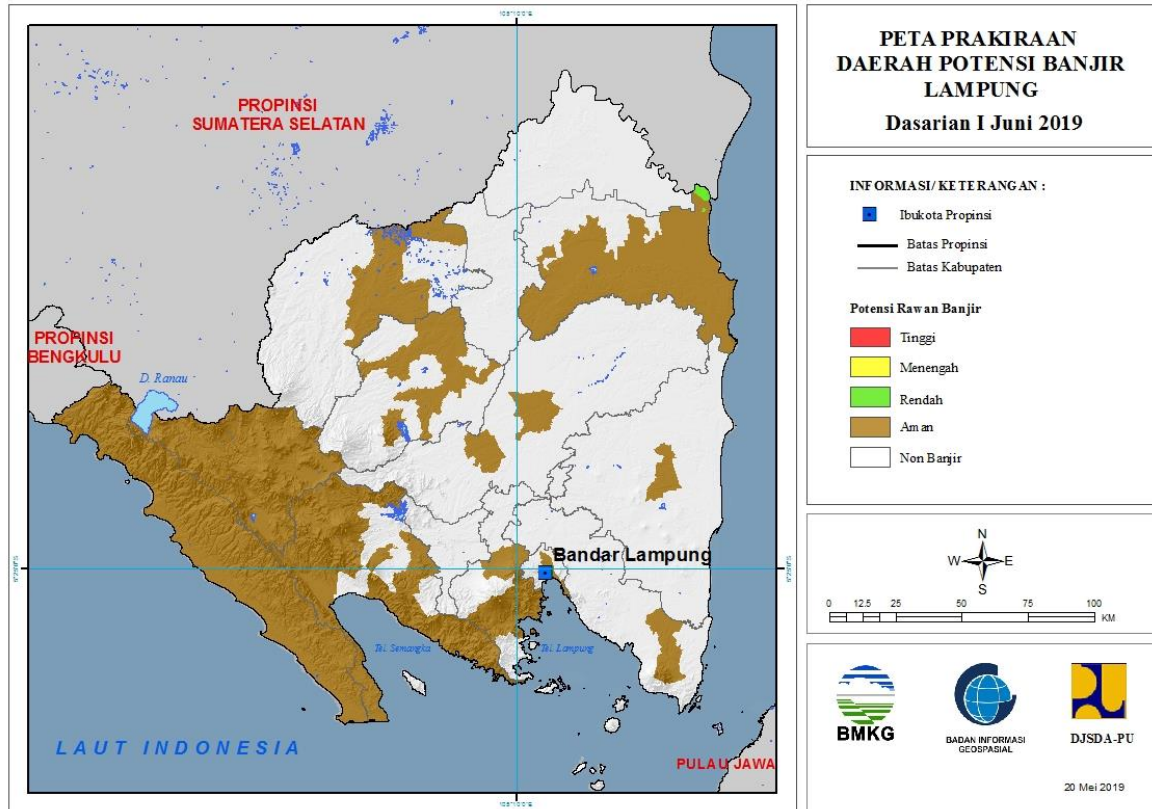 PETA PRAKIRAAN
DAERAH POTENSI BANJIR
LAMPUNG
Dasarian I Juni 2019
INFORMASI/ KETERANGAN :
Ibukota Propinsi
Batas Propinsi
Batas Kabupaten
Potensi Rawan Banjir
Tinggi
Menengah
Rendah
Aman
Non Banjir
N
W
E
S
0 12.5 25 50 75 100
KM
BMKG
BADAN INFORMASI
GEOSPASIAL
DJSDA-PU
20 Mei 2019
PROPINSI
SUMATERA SELATAN
PROPINSI
BENGKULU
D. Ranau
Bandar Lampung
Tel. Semangka
Tel. Lampung
LAUT INDONESIA
PULAU JAWA